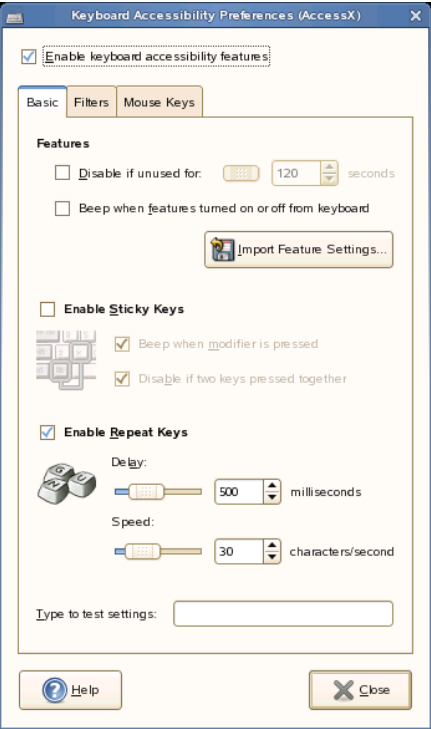 Keyboard Accessibility Preferences (AccessX)
Enable keyboard accessibility features
Basic Filters Mouse Keys
Features
Disable if unused for: 120 seconds
Beep when features turned on or off from keyboard
Import Feature Settings...
Enable Sticky Keys
Beep when modifier is pressed
Disable if two keys pressed together
Enable Repeat Keys
G N U
Delay:
500 milliseconds
Speed:
30 characters/second
Type to test settings:
Help Close